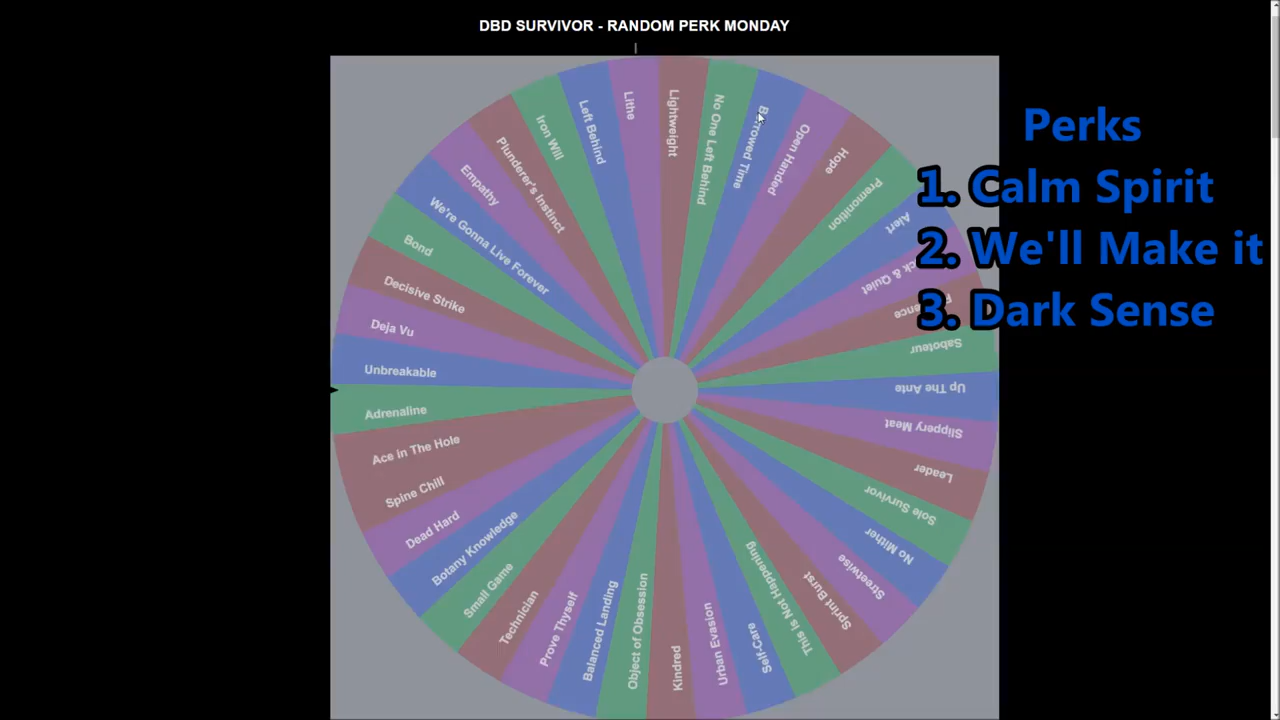 DBD SURVIVOR - RANDOM PERK MONDAY
Perks
1. Calm Spirit
2. We'll Make it
3. Dark Sense
Lithe
Lightweight
No One Left Behind
Borrowed Time
Open Handed
Hope
Premonition
Alert
& Quiet
Saboteur
Up The Ante
Slippery Meat
Leader
Sole Survivor
No Mither
Streetwise
Sprint Burst
This is Not Happening
Self-Care
Urban Evasion
Kindred
Object of Obsession
Balanced Landing
Prove Thyself
Technician
Small Game
Botany Knowledge
Dead Hard
Spine Chill
Ace in The Hole
Adrenaline
Unbreakable
Deja Vu
Decisive Strike
Bond
We're Gonna Live Forever
Empathy
Plunderer's Instinct
Iron Will
Left Behind